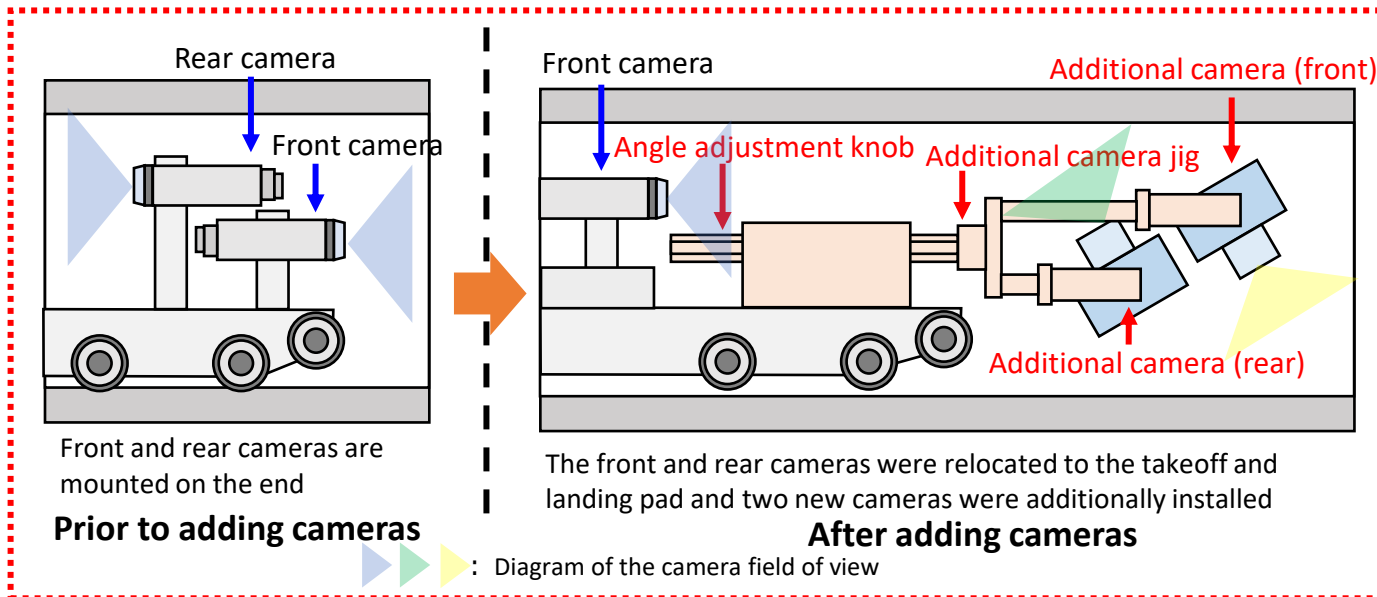 Rear camera
Front camera
Front and rear cameras are
mounted on the end
Prior to adding cameras
Front camera
Additional camera (front)
Angle adjustment knob
Additional camera jig
Additional camera (rear)
The front and rear cameras were relocated to the takeoff and
landing pad and two new cameras were additionally installed
After adding cameras
: Diagram of the camera field of view